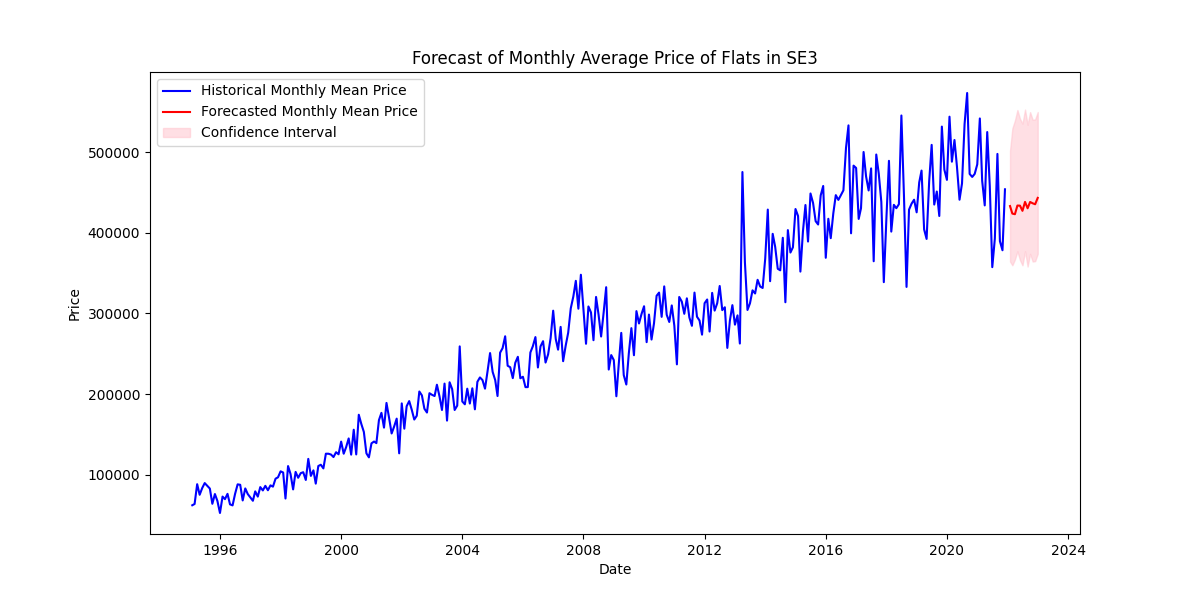 Forecast of Monthly Average Price of Flats in SE3
Historical Monthly Mean Price
Forecasted Monthly Mean Price
Confidence Interval
500000
400000
300000
200000
100000
Price
1996 2000 2004 2008 2012 2016 2020 2024
Date